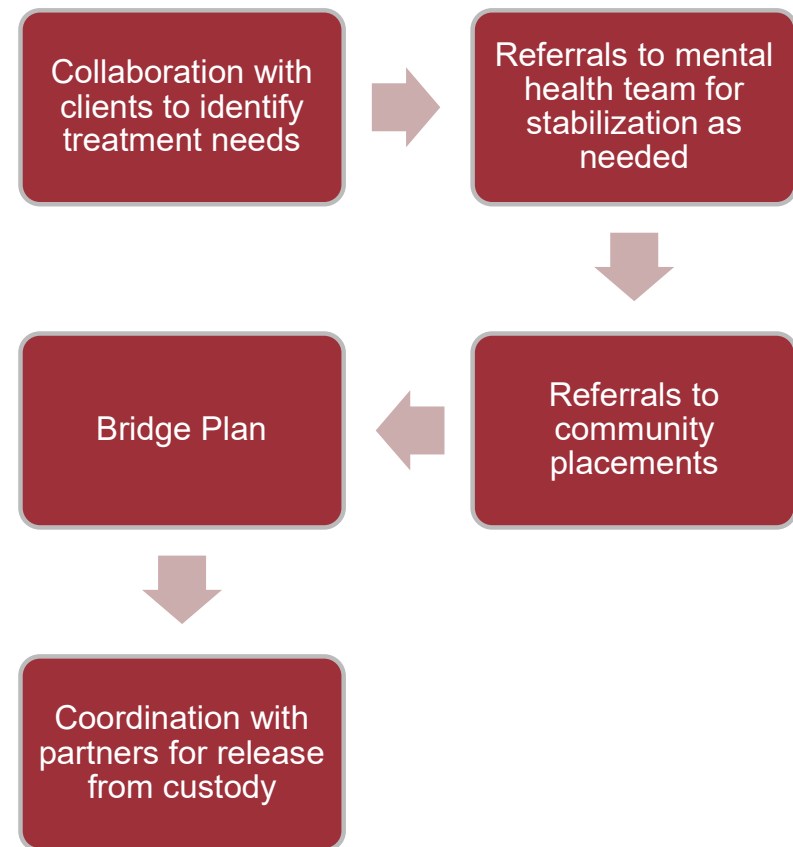 Collaboration with
clients to identify
treatment needs
Referrals to mental
health team for
stabilization as
needed
Referrals to
community
placements
Bridge Plan
Coordination with
partners for release
from custody